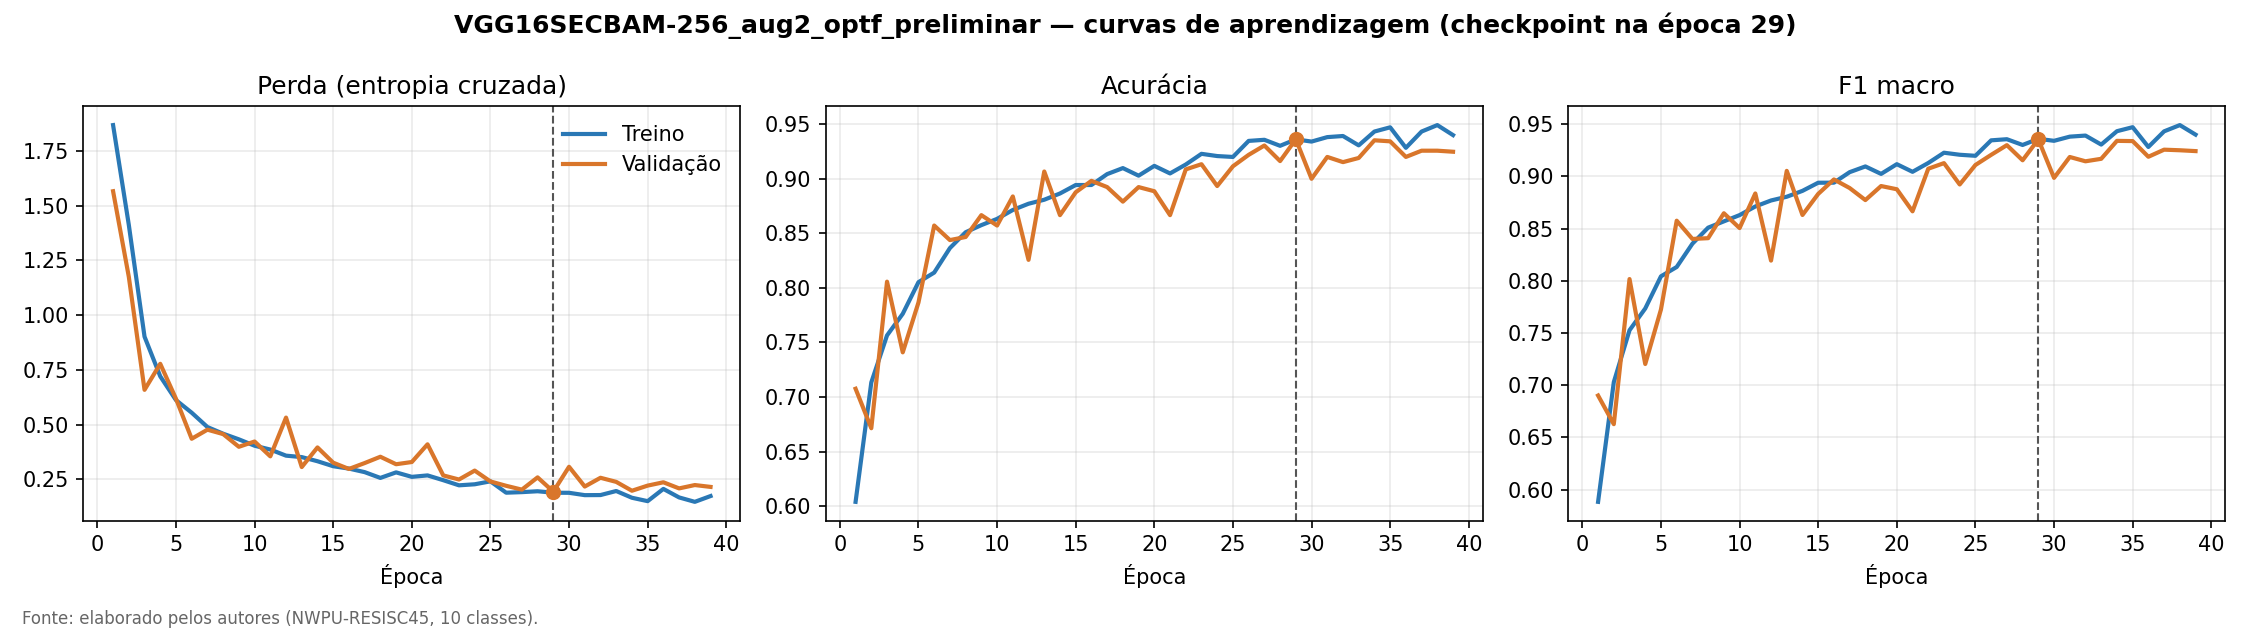 VGG16SECBAM-256_aug2_optf_preliminar — curvas de aprendizagem (checkpoint na época 29)
Perda (entropia cruzada)
1.75
1.50
1.25
1.00
0.75
0.50
0.25
Treino
Validação
0 5 10 15 20 25 30 35 40
Época
Acurácia
0.95
0.90
0.85
0.80
0.75
0.70
0.65
0.60
0 5 10 15 20 25 30 35 40
Época
F1 macro
0.95
0.90
0.85
0.80
0.75
0.70
0.65
0.60
0 5 10 15 20 25 30 35 40
Época
Fonte: elaborado pelos autores (NWPU-RESISC45, 10 classes).